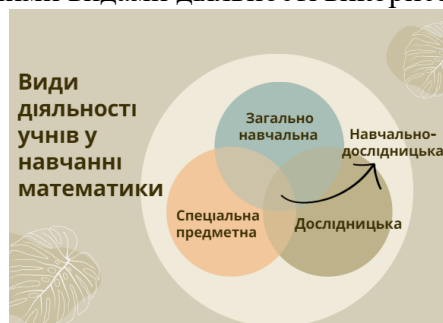 Види
діяльності
учнів у
навчанні
математики
Загально
навчальна
Навчально-
дослідницька
Спеціальна
предметна
Дослідницька